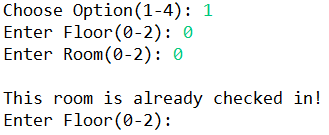 Choose Option(1-4): 1
Enter Floor(0-2): 0
Enter Room(0-2): 0
This room is already checked in!
Enter Floor(0-2):